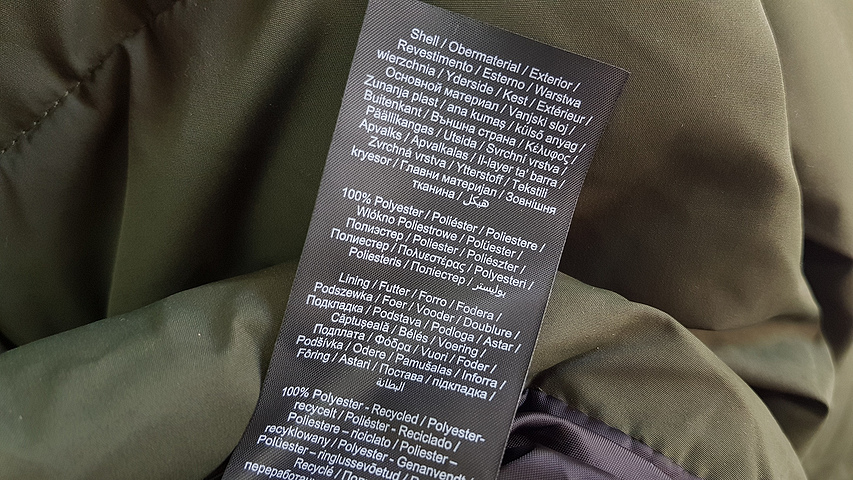 Shell / Obermaterial / Exterior /
Revestimento / Esterno / Warstwa
wierzchnia / Yderside / Kest / Extérieur /
Основной материал / Vanjski sloj /
Zunanja plast / ana kumaş / külső anyag /
Buitenkant / Външна страна / Κέλυφος /
Päällikangas / Utsida / Svrchní vrstva /
Apvalks / Apvalkalas / Il-layer ta' barra /
Zvrchná vrstva / Ytterstoff / Tekstili
kryesor / Главни материјал / Зовнішня
тканина / هيكل
100% Polyester / Poliéster / Poliestere /
Włókno Poliestrowe / Polüester /
Полиэстер / Poliester / Poliészter /
Полиестер / Πολυεστέρας / Polyesteri /
Poliesteris / Поліестер / بوليستر
Lining / Futter / Forro / Fodera /
Podszewka / Foer / Vooder / Doublure /
Подкладка / Podstava / Podloga / Astar /
Căptușeală / Bélés / Voering /
Подплата / Φόδρα / Vuori / Foder /
Podšívka / Odere / Pamušalas / Inforra /
Fôring / Astari / Постава / підкладка /
البطانة
100% Polyester - Recycled / Polyester-
recycelt / Poliéster - Reciclado /
Poliestere – riciclato / Poliester –
recyklowany / Polyester - Genanvendt /
Polüester – ringlussevõetud /
Recyclé /